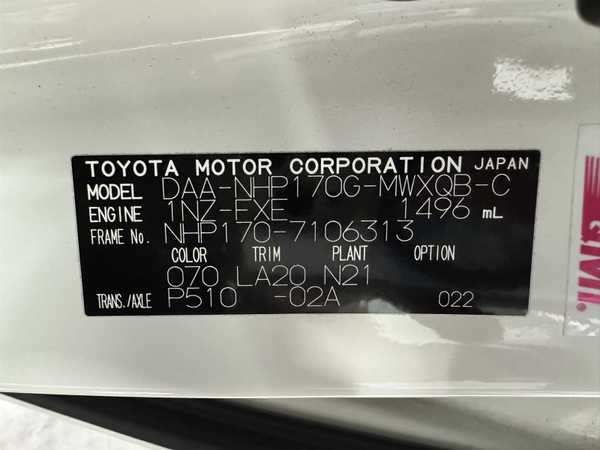 TOYOTA MOTOR CORPORATION JAPAN
MODEL DAA-NHP170G-MWXQB-C
ENGINE 1NZ-EXE 1496 mL
FRAME No. NHP170-7106313
COLOR TRIM PLANT OPTION
070 LA20 N21
TRANS./AXLE P510 -02A 022